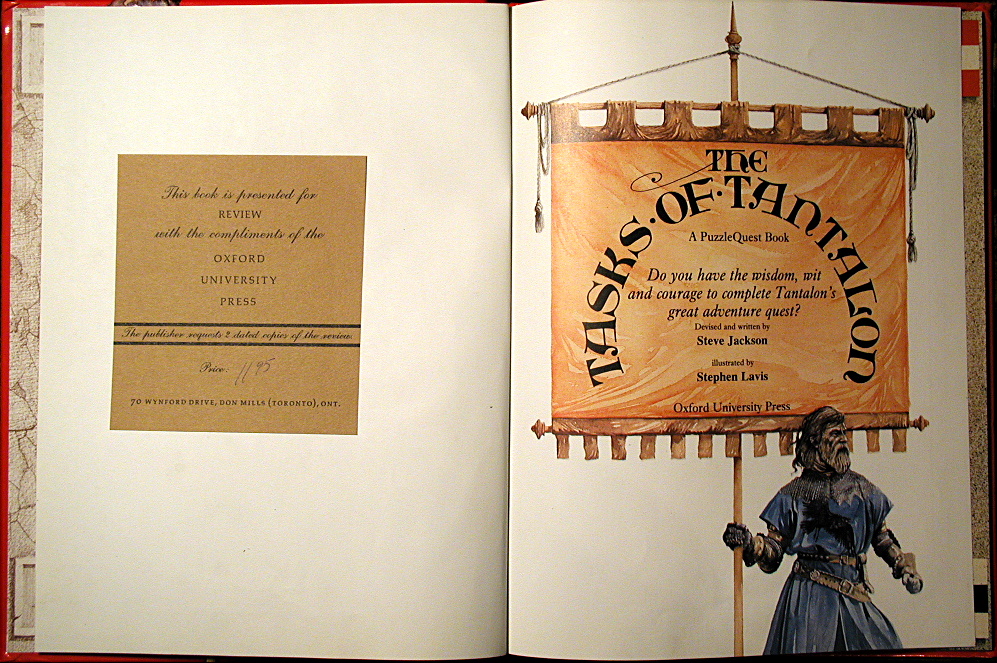 This book is presented for
REVIEW
with the compliments of the
OXFORD
UNIVERSITY
PRESS
The publisher requests 2 dated copies of the review.
Price: 11 95
70 WYNFORD DRIVE, DON MILLS (TORONTO), ONT.
THE
TASKS·OF·TANTALON
A PuzzleQuest Book
Do you have the wisdom, wit
and courage to complete Tantalon's
great adventure quest?
Devised and written by
Steve Jackson
illustrated by
Stephen Lavis
Oxford University Press